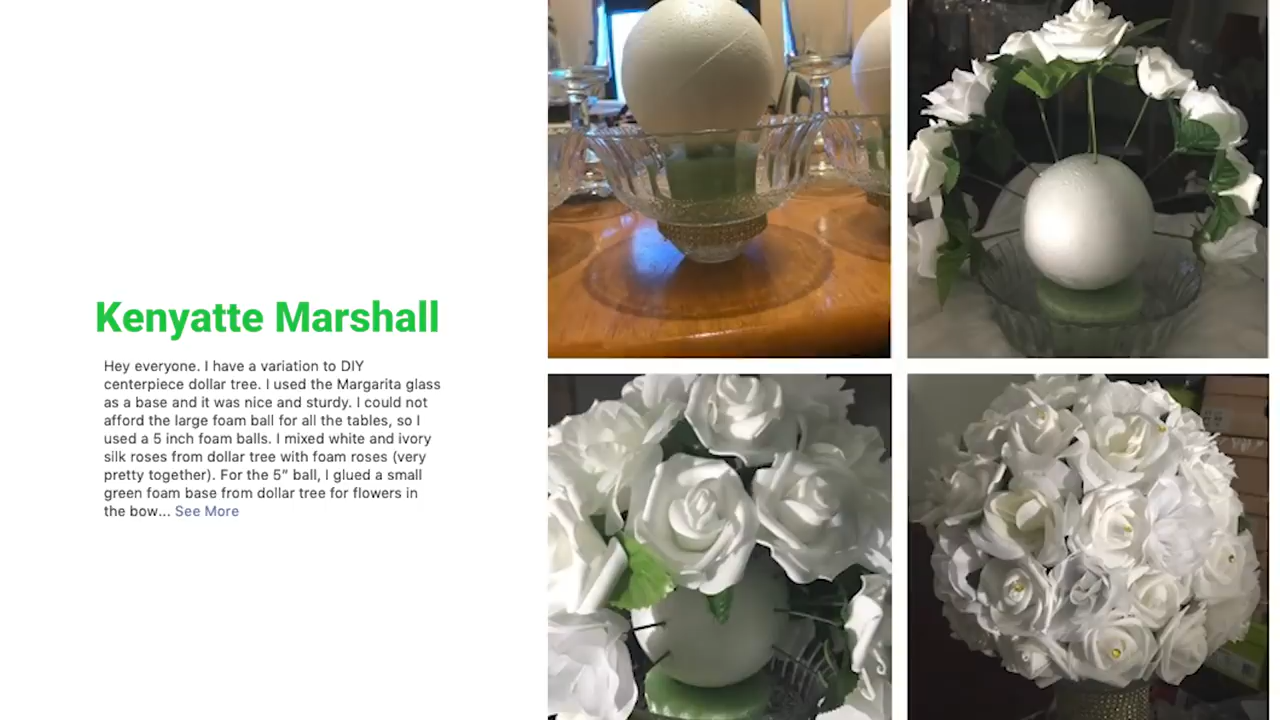 Kenyatte Marshall
Hey everyone. I have a variation to DIY
centerpiece dollar tree. I used the Margarita glass
as a base and it was nice and sturdy. I could not
afford the large foam ball for all the tables, so I
used a 5 inch foam balls. I mixed white and ivory
silk roses from dollar tree with foam roses (very
pretty together). For the 5” ball, I glued a small
green foam base from dollar tree for flowers in
the bow... See More